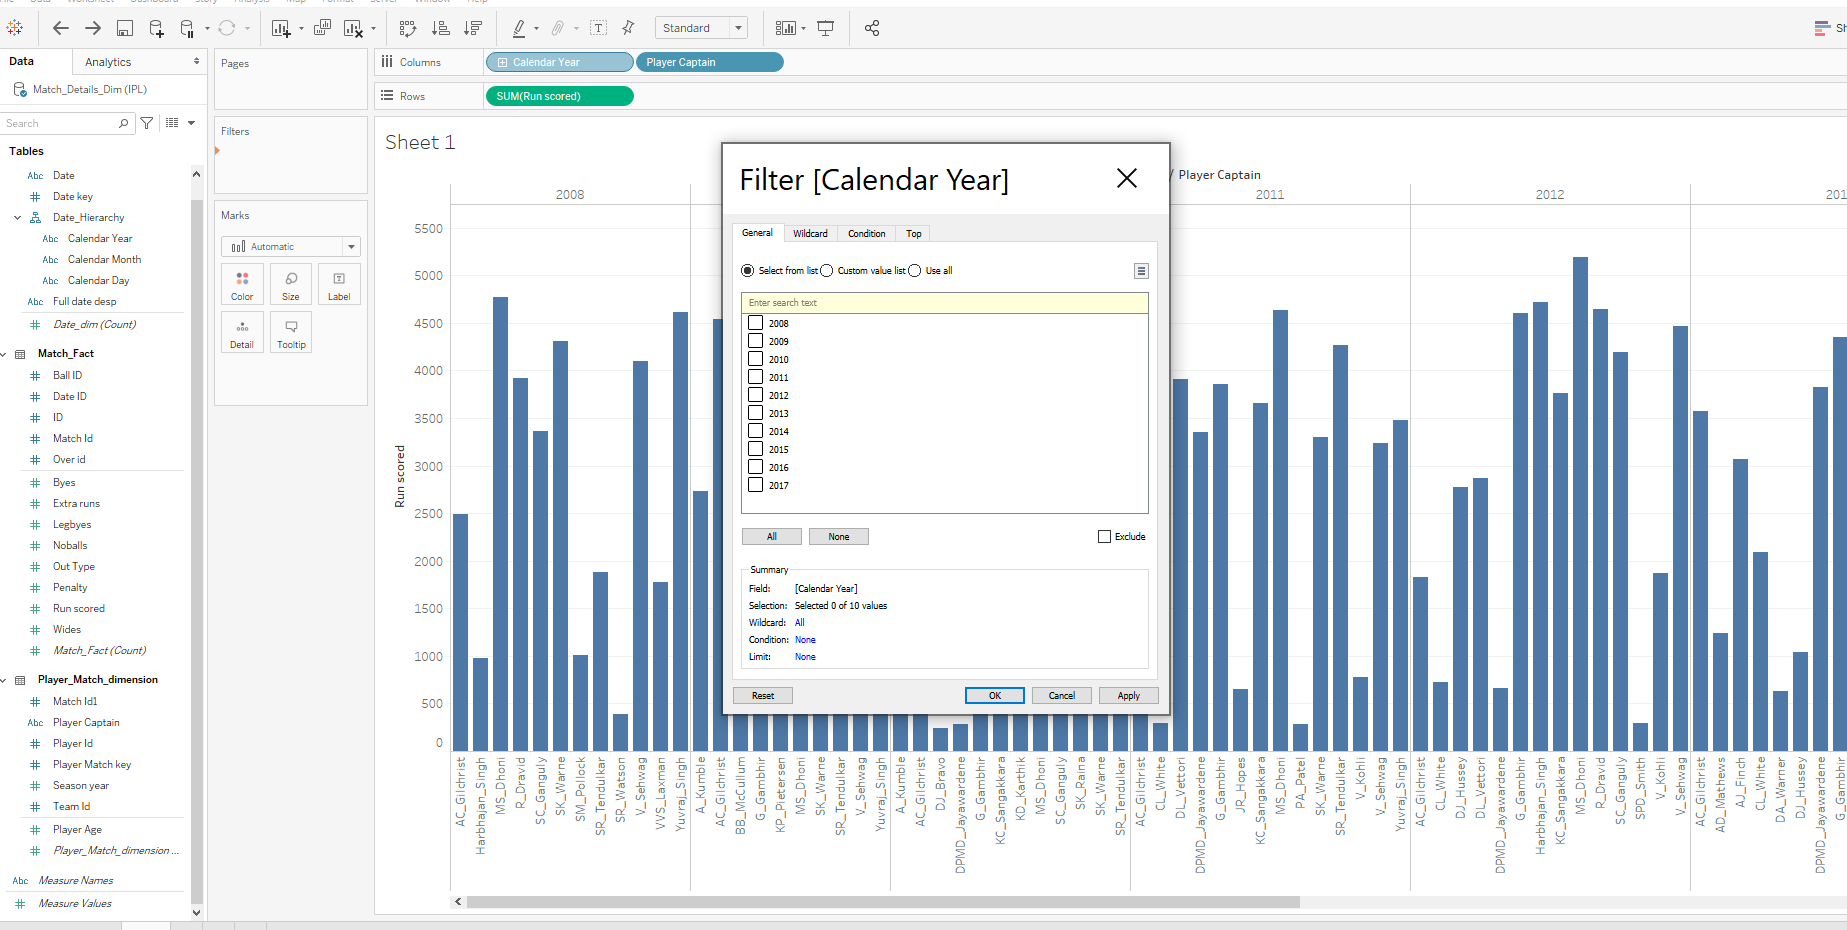 Standard
Sh
Data
Analytics
Match_Details_Dim (IPL)
Search
Tables
Abc Date
Date key
Date_Hierarchy
Abc Calendar Year
Abc Calendar Month
Abc Calendar Day
Abc Full date desp
Date_dim (Count)
Match_Fact
Ball ID
Date ID
ID
Match Id
Over id
Byes
Extra runs
Legbyes
Noballs
Out Type
Penalty
Run scored
Wides
Match_Fact (Count)
Player_Match_dimension
Match Id1
Abc Player Captain
Player Id
Player Match key
Season year
Team Id
Player Age
Player_Match_dimension ...
Abc Measure Names
Measure Values
Pages
Filters
Marks
Automatic
Color
Size
Label
Detail
Tooltip
Columns
Calendar Year
Player Captain
Rows
SUM(Run scored)
Sheet 1
/ Player Captain
2008
2011
2012
201
Run scored
5500
5000
4500
4000
3500
3000
2500
2000
1500
1000
500
0
AC_Gilchrist
Harbhajan_Singh
MS_Dhoni
R_Dravid
SC_Ganguly
SK_Warne
SM_Pollock
SR_Tendulkar
SR_Watson
V_Sehwag
VVS_Laxman
Yuvraj_Singh
A_Kumble
AC_Gilchrist
BB_McCullum
G_Gambhir
KP_Pietersen
MS_Dhoni
SK_Warne
SR_Tendulkar
V_Sehwag
Yuvraj_Singh
A_Kumble
AC_Gilchrist
DJ_Bravo
DPMD_Jayawardene
G_Gambhir
KC_Sangakkara
KD_Karthik
MS_Dhoni
SC_Ganguly
SK_Raina
SK_Warne
SR_Tendulkar
AC_Gilchrist
CL_White
DL_Vettori
DPMD_Jayawardene
G_Gambhir
JR_Hopes
KC_Sangakkara
MS_Dhoni
PA_Patel
SK_Warne
SR_Tendulkar
V_Kohli
V_Sehwag
Yuvraj_Singh
AC_Gilchrist
CL_White
DJ_Hussey
DL_Vettori
DPMD_Jayawardene
G_Gambhir
Harbhajan_Singh
KC_Sangakkara
MS_Dhoni
R_Dravid
SC_Ganguly
SPD_Smith
V_Kohli
V_Sehwag
AC_Gilchrist
AD_Mathews
AJ_Finch
CL_White
DA_Warner
DJ_Hussey
DPMD_Jayawardene
G_Gambhir
Filter [Calendar Year]
General
Wildcard
Condition
Top
Select from list
Custom value list
Use all
Enter search text
2008
2009
2010
2011
2012
2013
2014
2015
2016
2017
All
None
Exclude
Summary
Field: [Calendar Year]
Selection: Selected 0 of 10 values
Wildcard: All
Condition: None
Limit: None
Reset
OK
Cancel
Apply